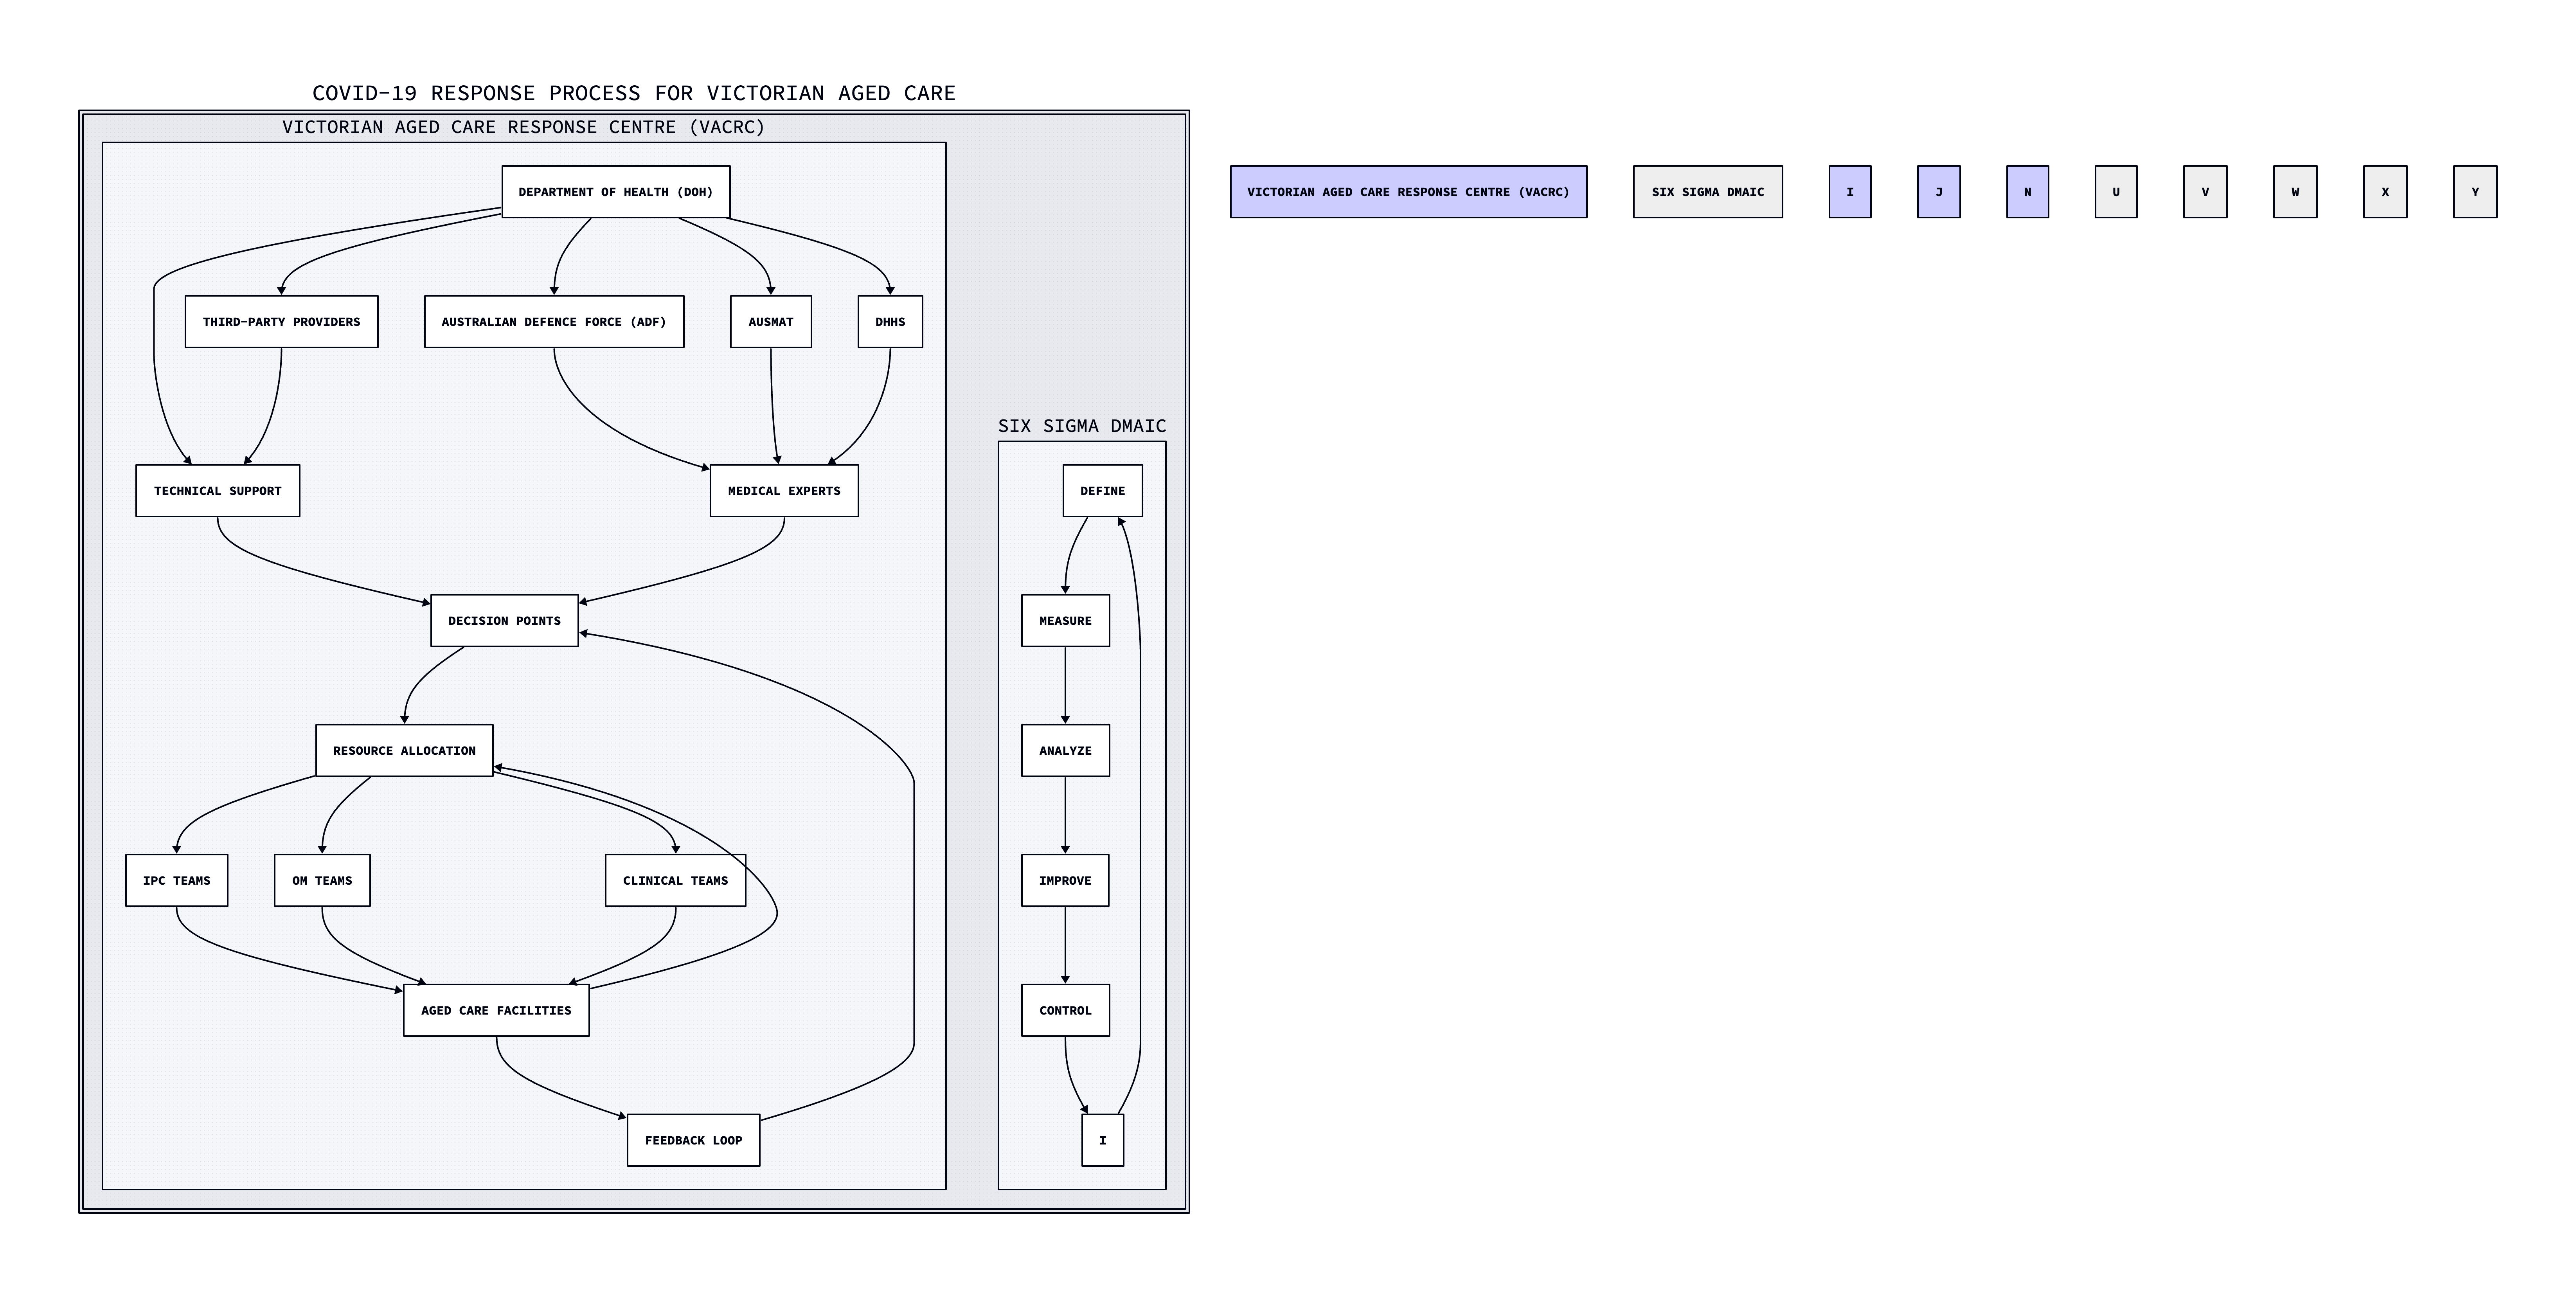 COVID-19 RESPONSE PROCESS FOR VICTORIAN AGED CARE
VICTORIAN AGED CARE RESPONSE CENTRE (VACRC)
DEPARTMENT OF HEALTH (DOH)
THIRD-PARTY PROVIDERS
AUSTRALIAN DEFENCE FORCE (ADF)
AUSMAT
DHHS
TECHNICAL SUPPORT
MEDICAL EXPERTS
DECISION POINTS
RESOURCE ALLOCATION
IPC TEAMS
OM TEAMS
CLINICAL TEAMS
AGED CARE FACILITIES
FEEDBACK LOOP
SIX SIGMA DMAIC
DEFINE
MEASURE
ANALYZE
IMPROVE
CONTROL
I
VICTORIAN AGED CARE RESPONSE CENTRE (VACRC)
SIX SIGMA DMAIC
I
J
N
U
V
W
X
Y